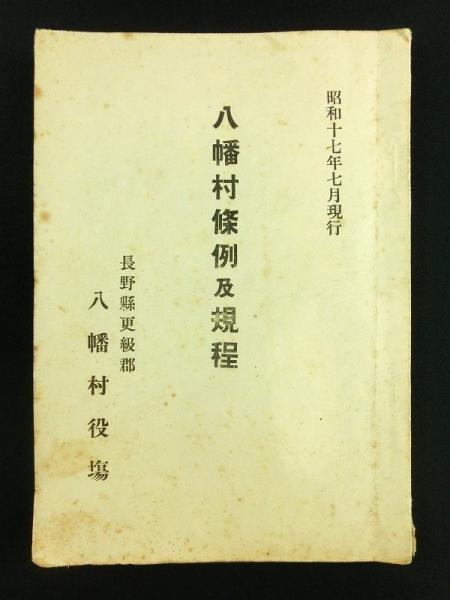 昭和十七年七月現行
八幡村條例及規程
長野縣更級郡
八幡村役塲